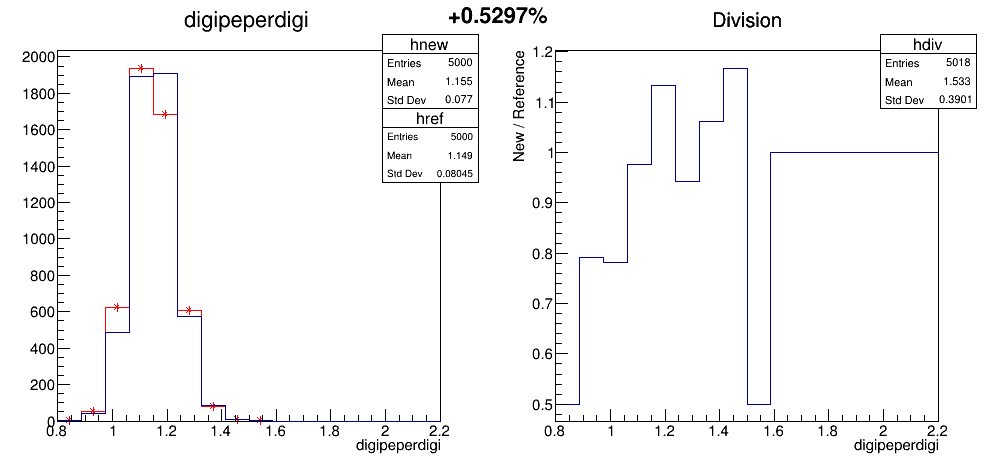 +0.5297%
digipeperdigi
hnew
Entries 5000
Mean 1.155
Std Dev 0.077
href
Entries 5000
Mean 1.149
Std Dev 0.08045
2000
1800
1600
1400
1200
1000
800
600
400
200
0
0.8 1 1.2 1.4 1.6 1.8 2 2.2
digipeperdigi
Division
hdiv
Entries 5018
Mean 1.533
Std Dev 0.3901
New / Reference
1.2
1.1
1
0.9
0.8
0.7
0.6
0.5
0.8 1 1.2 1.4 1.6 1.8 2 2.2
digipeperdigi